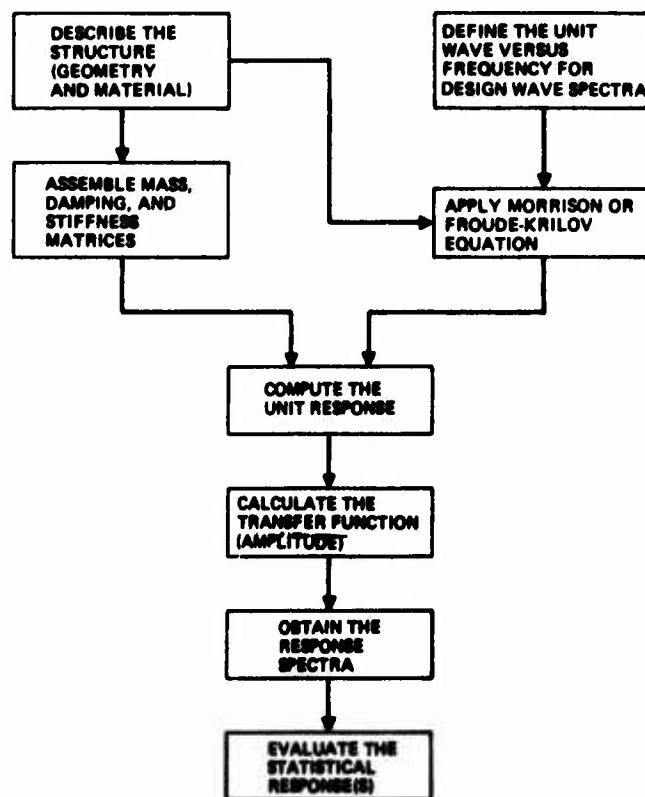 DESCRIBE THE
STRUCTURE
(GEOMETRY
AND MATERIAL)
DEFINE THE UNIT
WAVE VERSUS
FREQUENCY FOR
DESIGN WAVE SPECTRA
ASSEMBLE MASS,
DAMPING, AND
STIFFNESS
MATRICES
APPLY MORRISON OR
FROUDE-KRILOV
EQUATION
COMPUTE THE
UNIT RESPONSE
CALCULATE THE
TRANSFER FUNCTION
(AMPLITUDE)
OBTAIN THE
RESPONSE
SPECTRA
EVALUATE THE
STATISTICAL
RESPONSE(S)